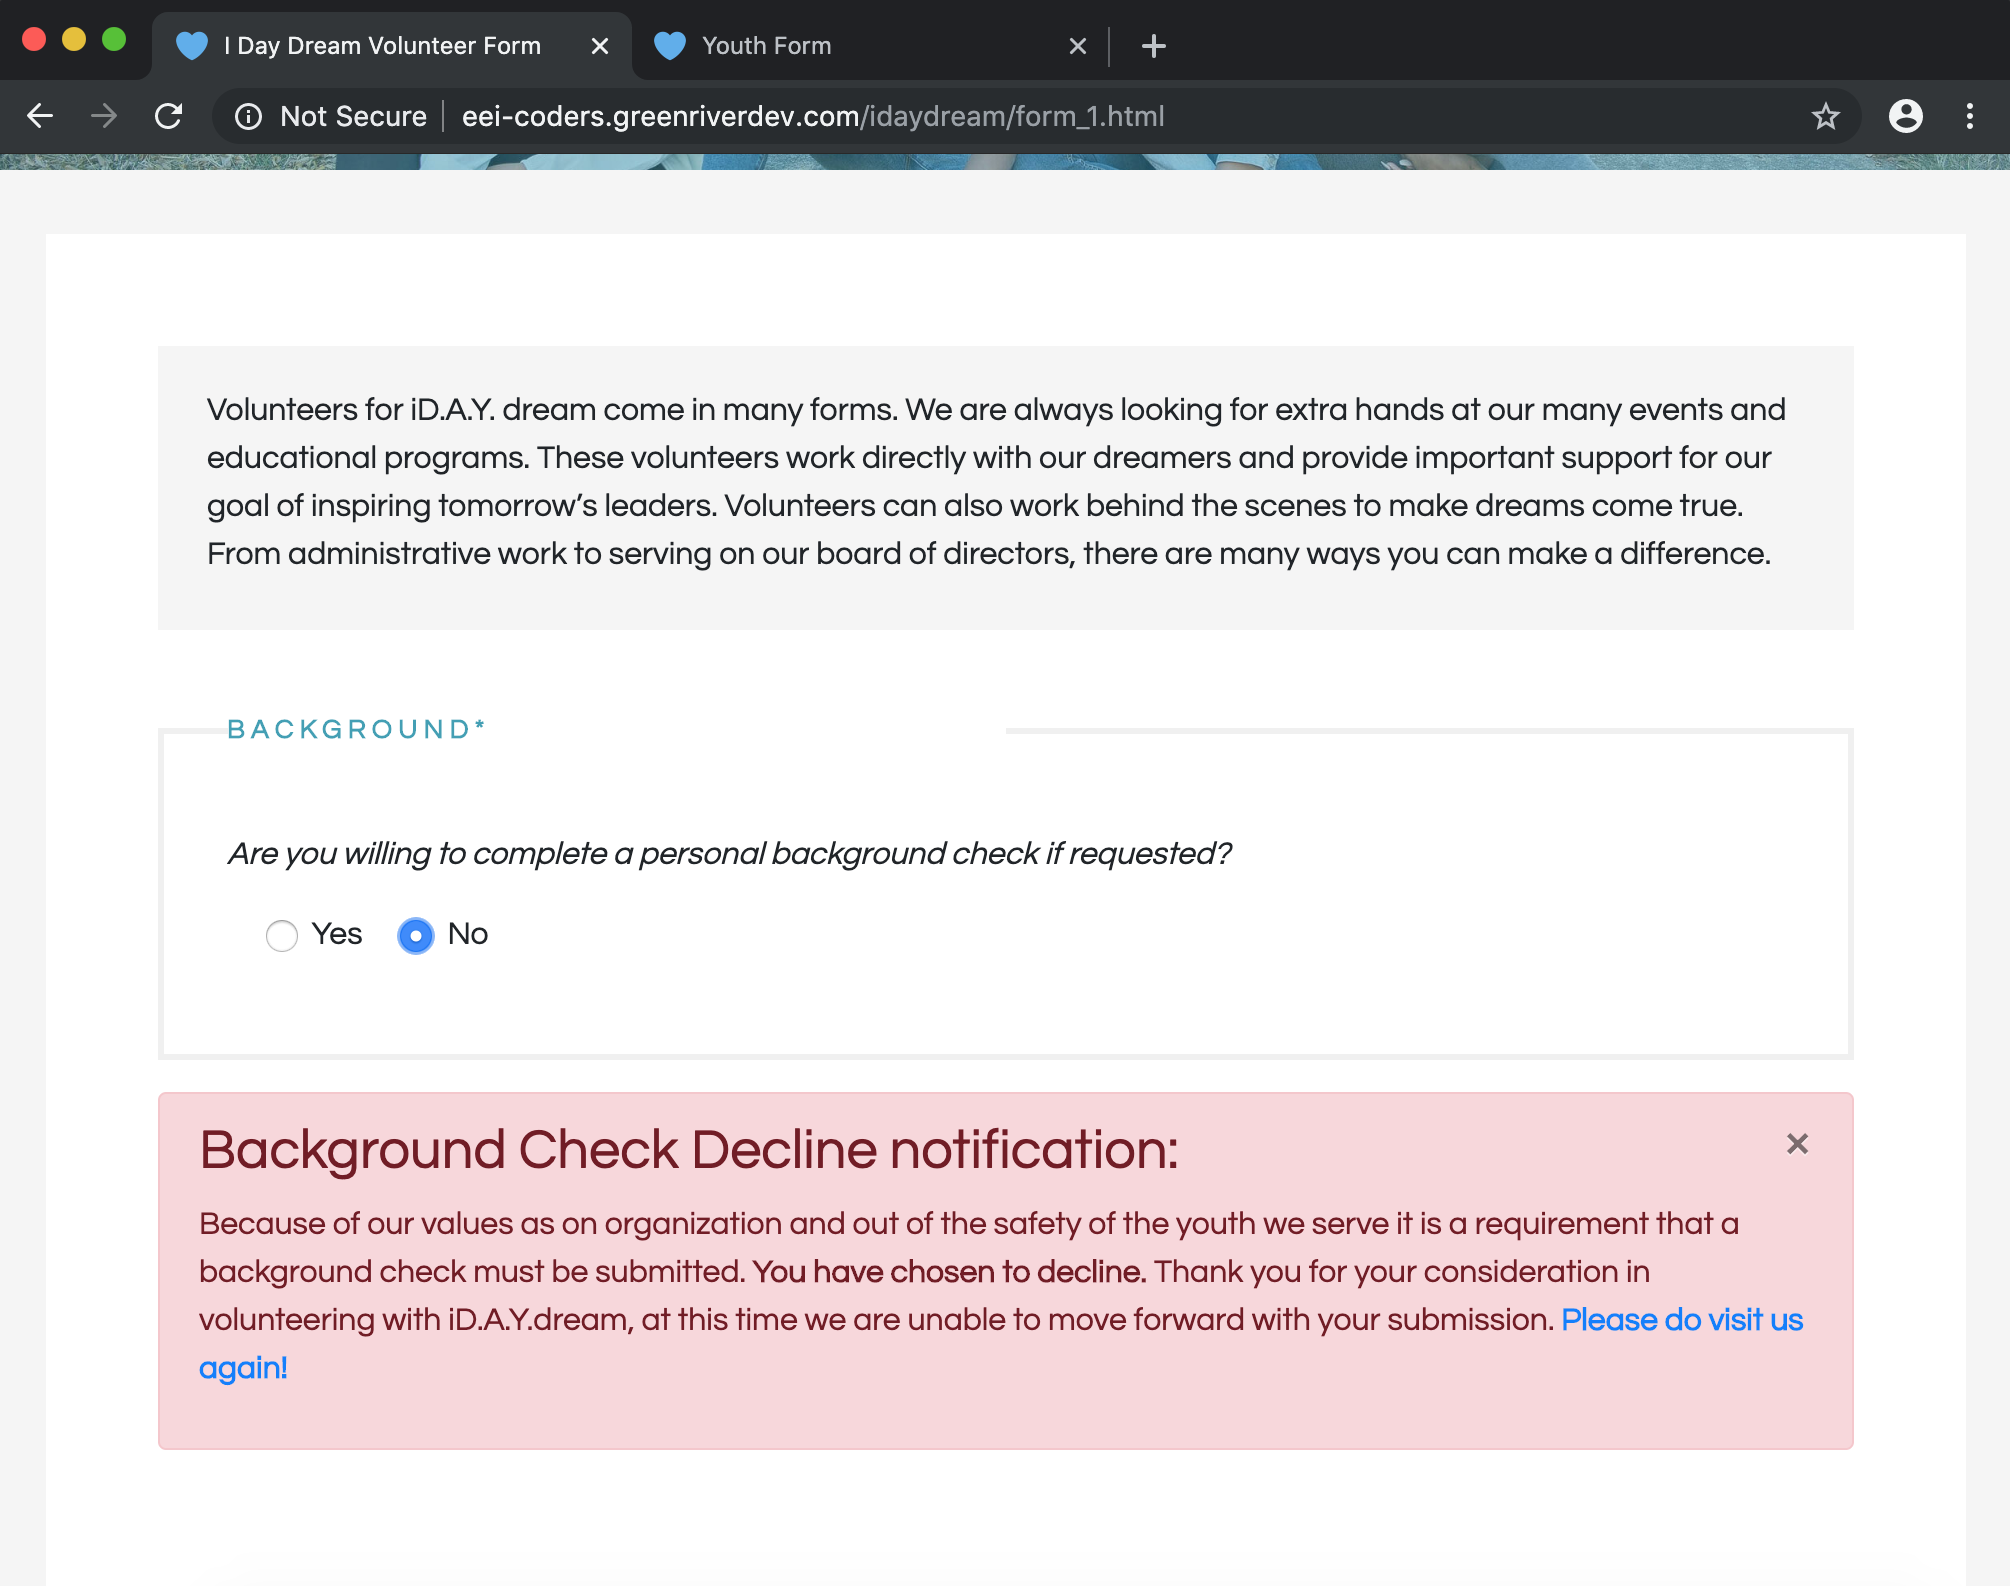 I Day Dream Volunteer Form
Youth Form
Not Secure
eei-coders.greenriverdev.com/idaydream/form_1.html
Volunteers for iD.A.Y. dream come in many forms. We are always looking for extra hands at our many events and
educational programs. These volunteers work directly with our dreamers and provide important support for our
goal of inspiring tomorrow’s leaders. Volunteers can also work behind the scenes to make dreams come true.
From administrative work to serving on our board of directors, there are many ways you can make a difference.
BACKGROUND*
Are you willing to complete a personal background check if requested?
Yes No
Background Check Decline notification:
Because of our values as on organization and out of the safety of the youth we serve it is a requirement that a
background check must be submitted. You have chosen to decline. Thank you for your consideration in
volunteering with iD.A.Y.dream, at this time we are unable to move forward with your submission. Please do visit us
again!